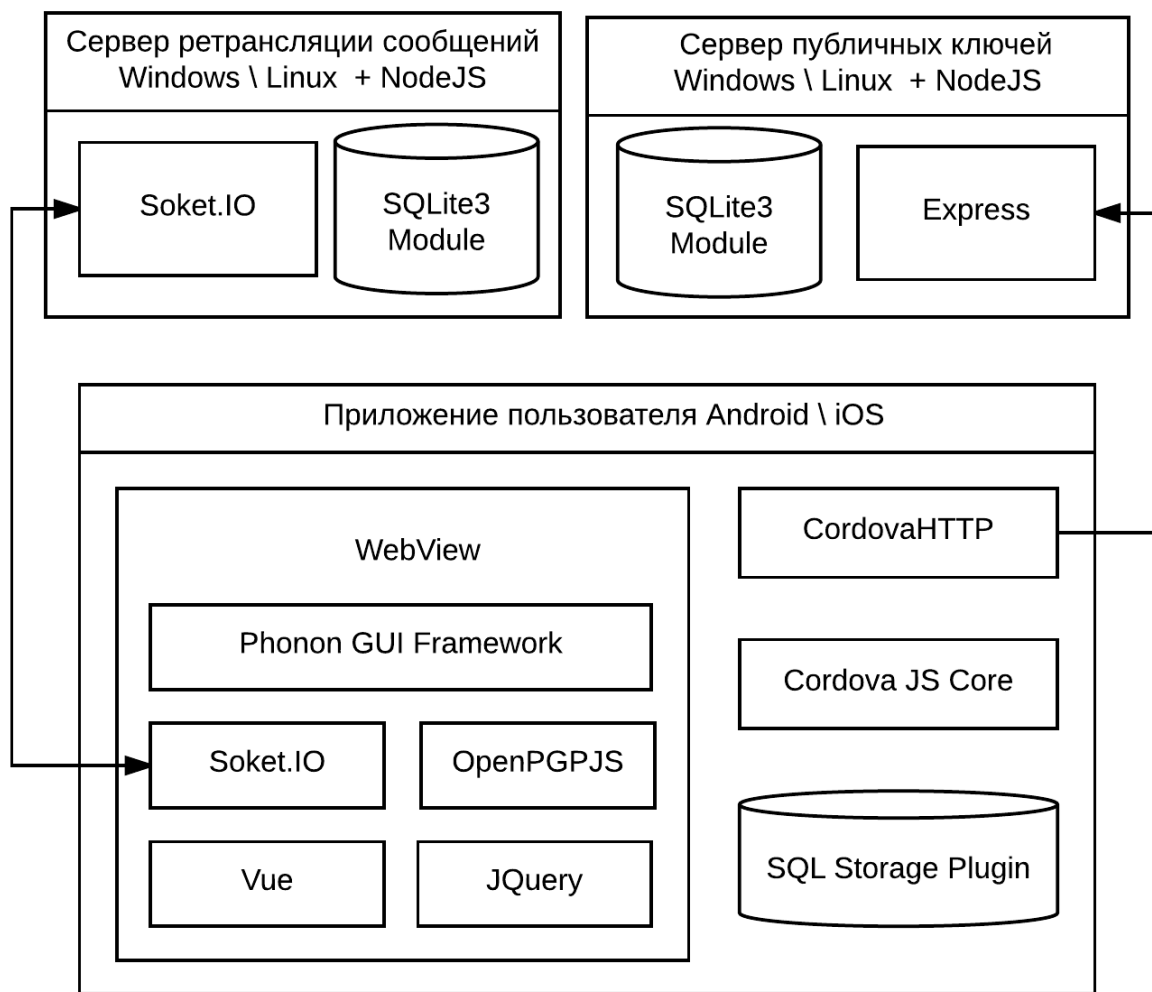 Сервер ретрансляции сообщений
Windows \ Linux + NodeJS
Soket.IO
SQLite3
Module
Сервер публичных ключей
Windows \ Linux + NodeJS
SQLite3
Module
Express
Приложение пользователя Android \ iOS
WebView
Phonon GUI Framework
Soket.IO
OpenPGPJS
Vue
JQuery
CordovaHTTP
Cordova JS Core
SQL Storage Plugin